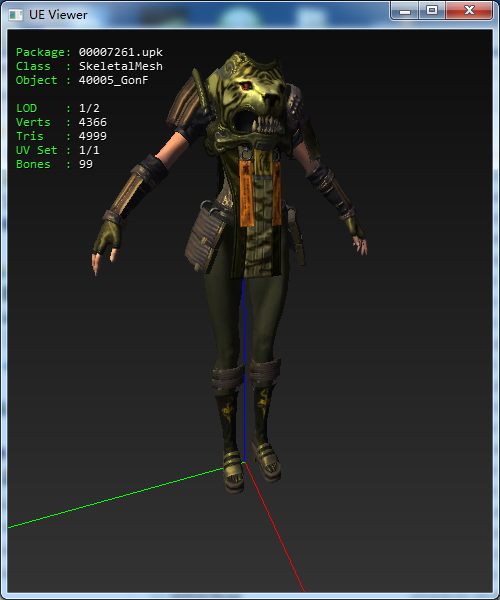 UE Viewer
Package: 00007261.upk
Class : SkeletalMesh
Object : 40005_GonF
LOD : 1/2
Verts : 4366
Tris : 4999
UV Set : 1/1
Bones : 99